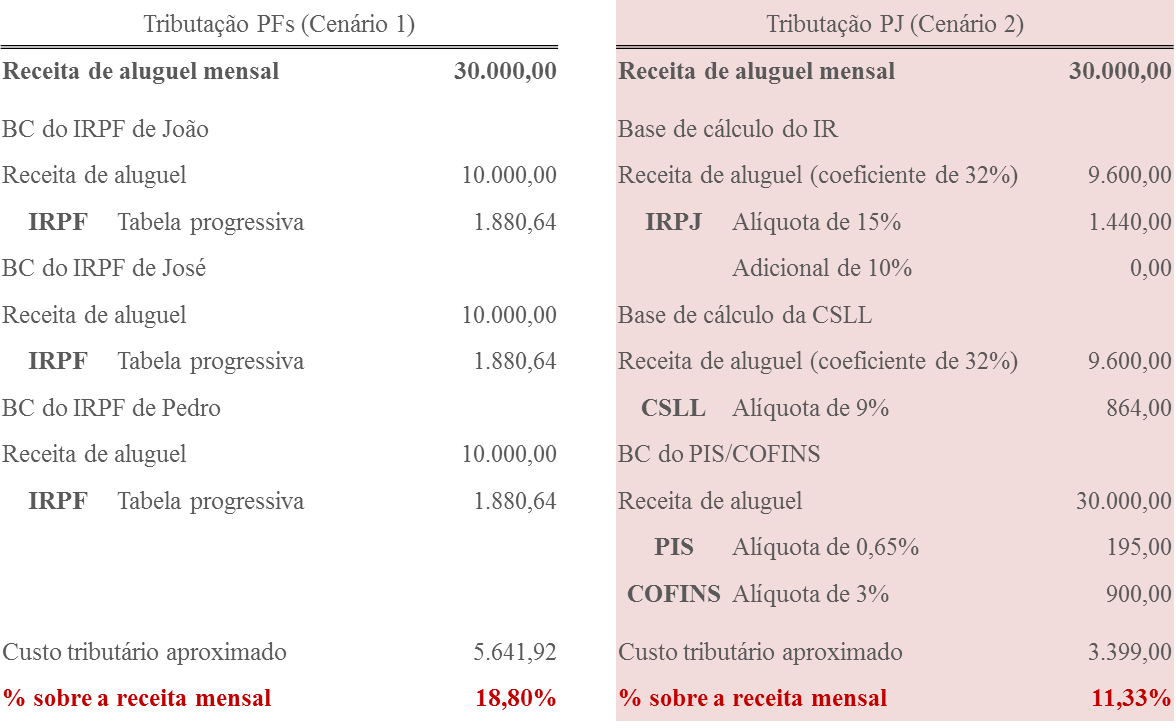 Tributação PFs (Cenário 1)
Receita de aluguel mensal 30.000,00
BC do IRPF de João
Receita de aluguel 10.000,00
IRPF Tabela progressiva 1.880,64
BC do IRPF de José
Receita de aluguel 10.000,00
IRPF Tabela progressiva 1.880,64
BC do IRPF de Pedro
Receita de aluguel 10.000,00
IRPF Tabela progressiva 1.880,64
Custo tributário aproximado 5.641,92
% sobre a receita mensal 18,80%
Tributação PJ (Cenário 2)
Receita de aluguel mensal 30.000,00
Base de cálculo do IR
Receita de aluguel (coeficiente de 32%) 9.600,00
IRPJ Alíquota de 15% 1.440,00
Adicional de 10% 0,00
Base de cálculo da CSLL
Receita de aluguel (coeficiente de 32%) 9.600,00
CSLL Alíquota de 9% 864,00
BC do PIS/COFINS
Receita de aluguel 30.000,00
PIS Alíquota de 0,65% 195,00
COFINS Alíquota de 3% 900,00
Custo tributário aproximado 3.399,00
% sobre a receita mensal 11,33%